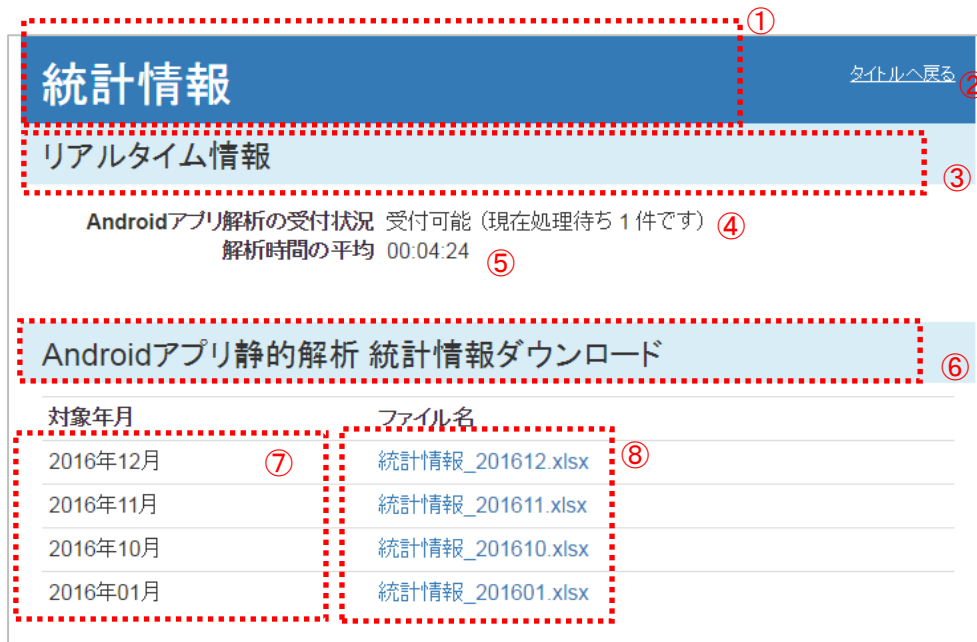 ①
統計情報
タイトルへ戻る ②
リアルタイム情報
③
Androidアプリ解析の受付状況 受付可能（現在処理待ち 1 件です） ④
解析時間の平均 00:04:24 ⑤
Androidアプリ静的解析 統計情報ダウンロード
⑥
対象年月 ファイル名
2016年12月 ⑦ 統計情報_201612.xlsx ⑧
2016年11月 統計情報_201611.xlsx
2016年10月 統計情報_201610.xlsx
2016年01月 統計情報_201601.xlsx